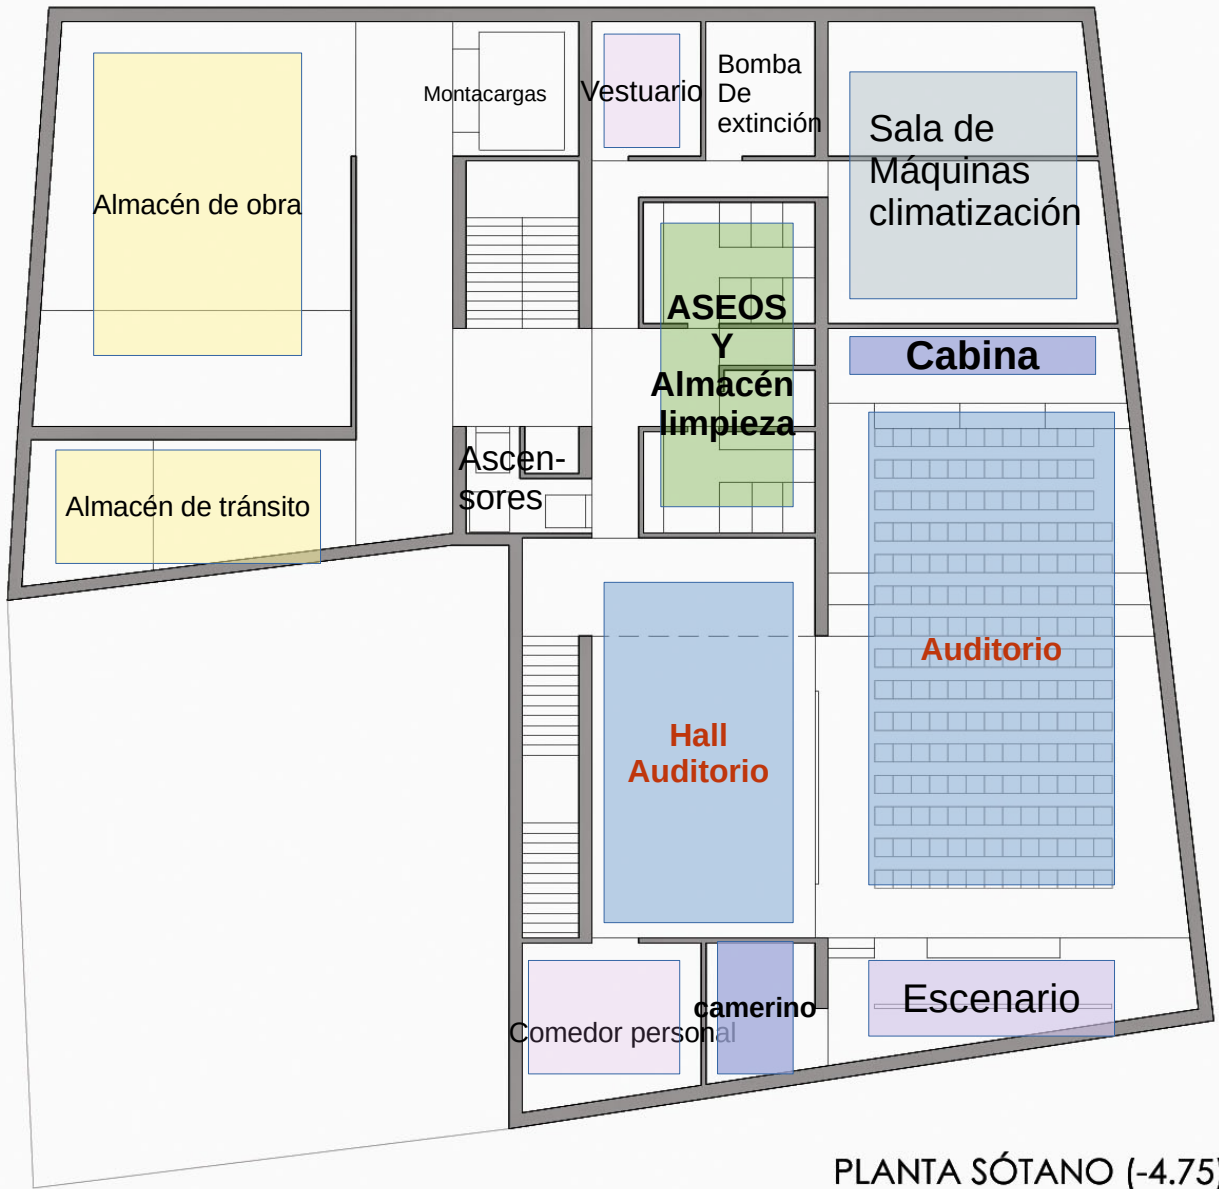 Montacargas
Vestuario
Bomba
De
extinción
Sala de
Máquinas
climatización
Almacén de obra
ASEOS
Y
Almacén
limpieza
Cabina
Ascen-
sores
Almacén de tránsito
Auditorio
Hall
Auditorio
Escenario
camerino
Comedor personal
PLANTA SÓTANO (-4.75)